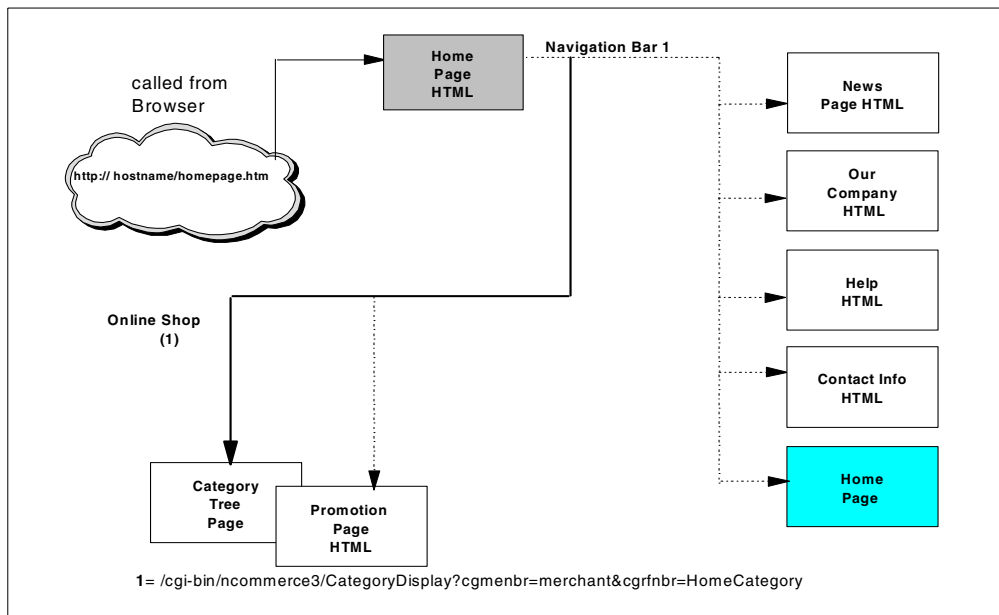 Home
Page
HTML
Navigation Bar 1
called from
Browser
http:// hostname/homepage.htm
News
Page HTML
Our
Company
HTML
Help
HTML
Contact Info
HTML
Home
Page
Online Shop
(1)
Category
Tree
Page
Promotion
Page
HTML
1= /cgi-bin/ncommerce3/CategoryDisplay?cgmenbr=merchant&cgrfnbr=HomeCategory